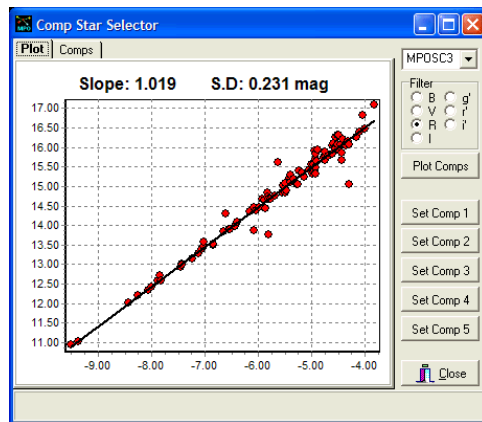 MPO Comp Star Selector
Plot Comps
Slope: 1.019 S.D: 0.231 mag
17.00
16.50
16.00
15.50
15.00
14.50
14.00
13.50
13.00
12.50
12.00
11.50
11.00
-9.00 -8.00 -7.00 -6.00 -5.00 -4.00
MPOSC3
Filter
B g'
V r'
R i'
I
Plot Comps
Set Comp 1
Set Comp 2
Set Comp 3
Set Comp 4
Set Comp 5
Close